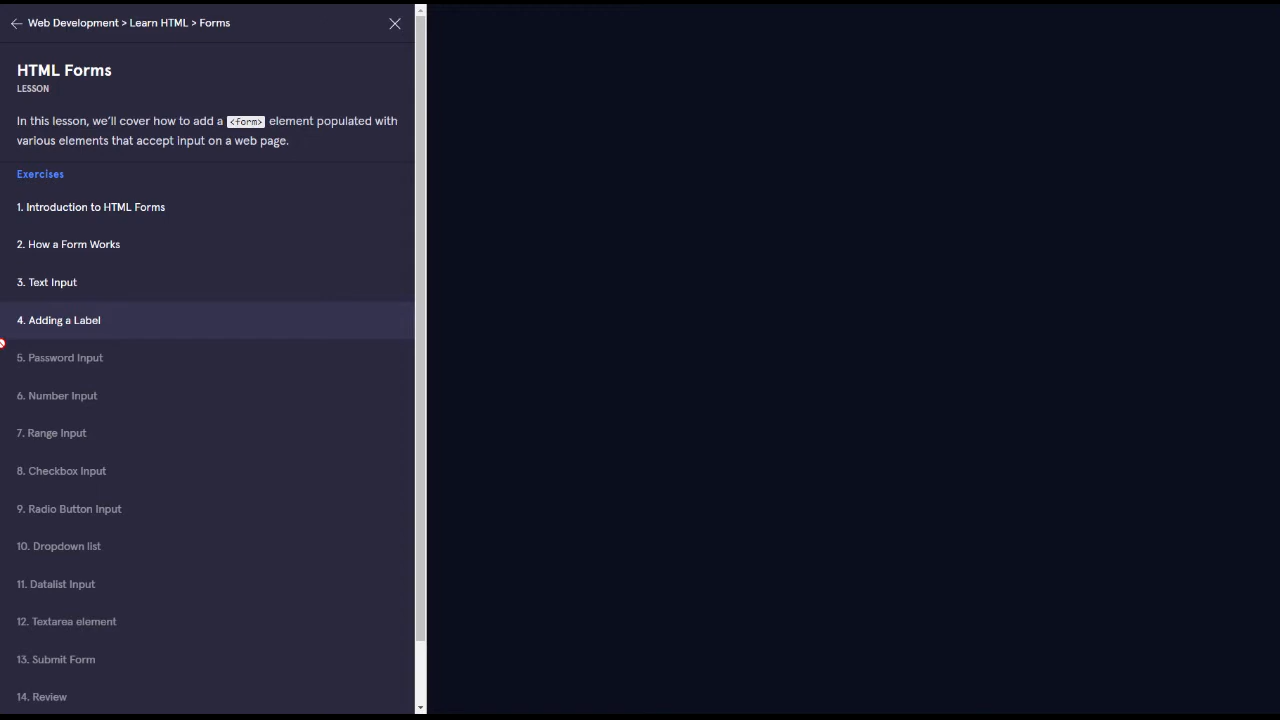 Web Development > Learn HTML > Forms
HTML Forms
LESSON
In this lesson, we'll cover how to add a <form> element populated with
various elements that accept input on a web page.
Exercises
1. Introduction to HTML Forms
2. How a Form Works
3. Text Input
4. Adding a Label
5. Password Input
6. Number Input
7. Range Input
8. Checkbox Input
9. Radio Button Input
10. Dropdown list
11. Datalist Input
12. Textarea element
13. Submit Form
14. Review